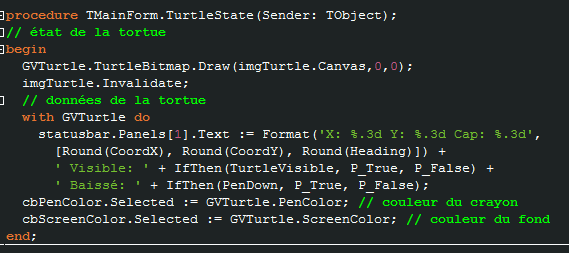 procedure TMainForm.TurtleState(Sender: TObject);
// état de la tortue
begin
GVTurtle.TurtleBitmap.Draw(imgTurtle.Canvas,0,0);
imgTurtle.Invalidate;
// données de la tortue
with GVTurtle do
statusbar.Panels[1].Text := Format('X: %.3d Y: %.3d Cap: %.3d',
[Round(CoordX), Round(CoordY), Round(Heading)]) +
' Visible: ' + IfThen(TurtleVisible, P_True, P_False) +
' Baissé: ' + IfThen(PenDown, P_True, P_False);
cbPenColor.Selected := GVTurtle.PenColor; // couleur du crayon
cbScreenColor.Selected := GVTurtle.ScreenColor; // couleur du fond
end;